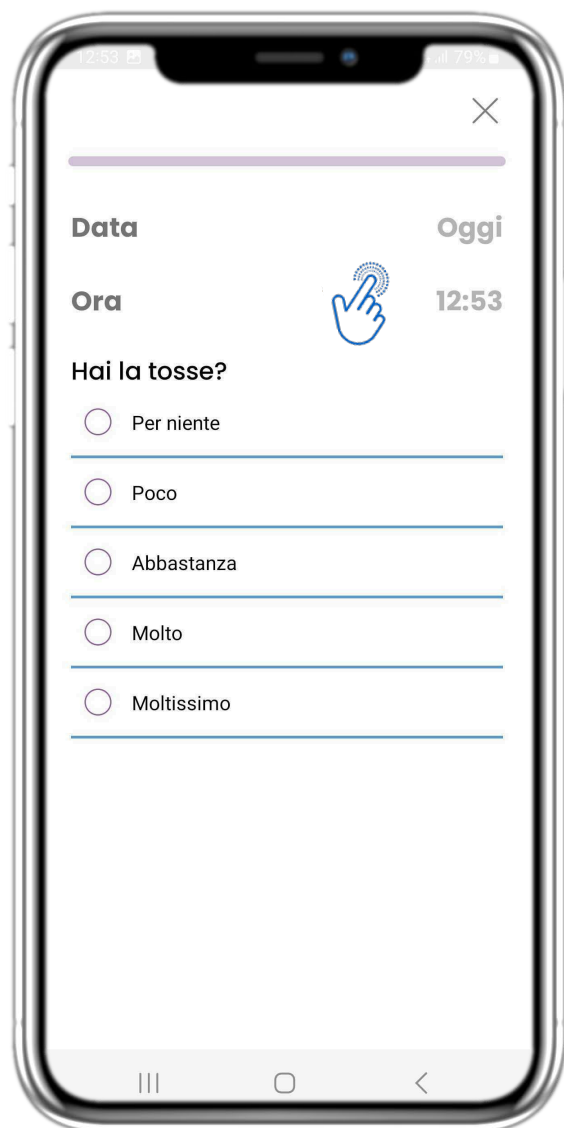 12:53 79%
Data Oggi
Ora 12:53
Hai la tosse?
Per niente
Poco
Abbastanza
Molto
Moltissimo